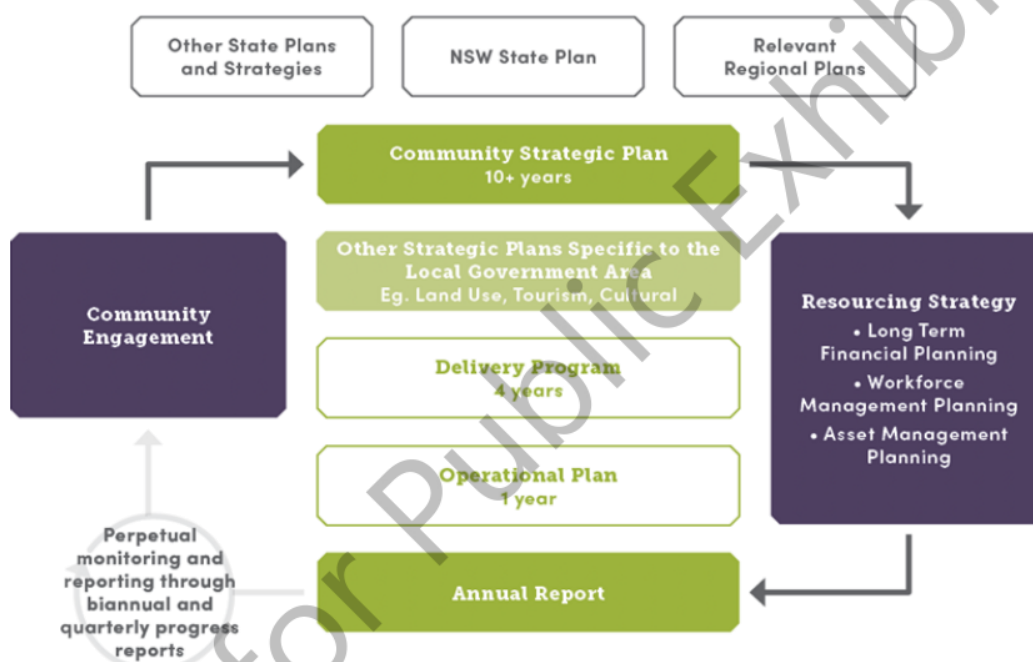 Other State Plans
and Strategies
NSW State Plan
Relevant
Regional Plans
Community Strategic Plan
10+ years
Other Strategic Plans Specific to the
Local Government Area
Eg. Land Use, Tourism, Cultural
Community
Engagement
Delivery Program
4 years
Resourcing Strategy
• Long Term
Financial Planning
• Workforce
Management Planning
• Asset Management
Planning
Operational Plan
1 year
Perpetual
monitoring and
reporting through
biannual and
quarterly progress
reports
Annual Report
for Public Exhibi